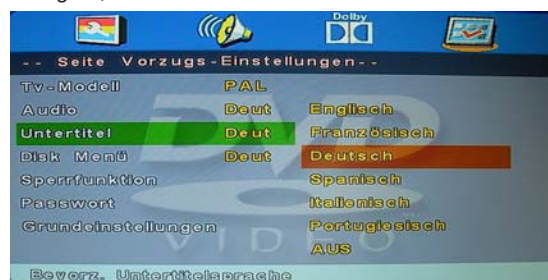 Dolby
-- Seite Vorzugs-Einstellungen--
Tv-Modell PAL
Audio Deut Englisch
Untertitel Deut Französisch
Disk Menü Deut Deutsch
Sperrfunktion Spanisch
Passwort Italienisch
Grundeinstellungen Portugiesisch
AUS
DVD
VIDEO
Bevorz. Untertitelsprache